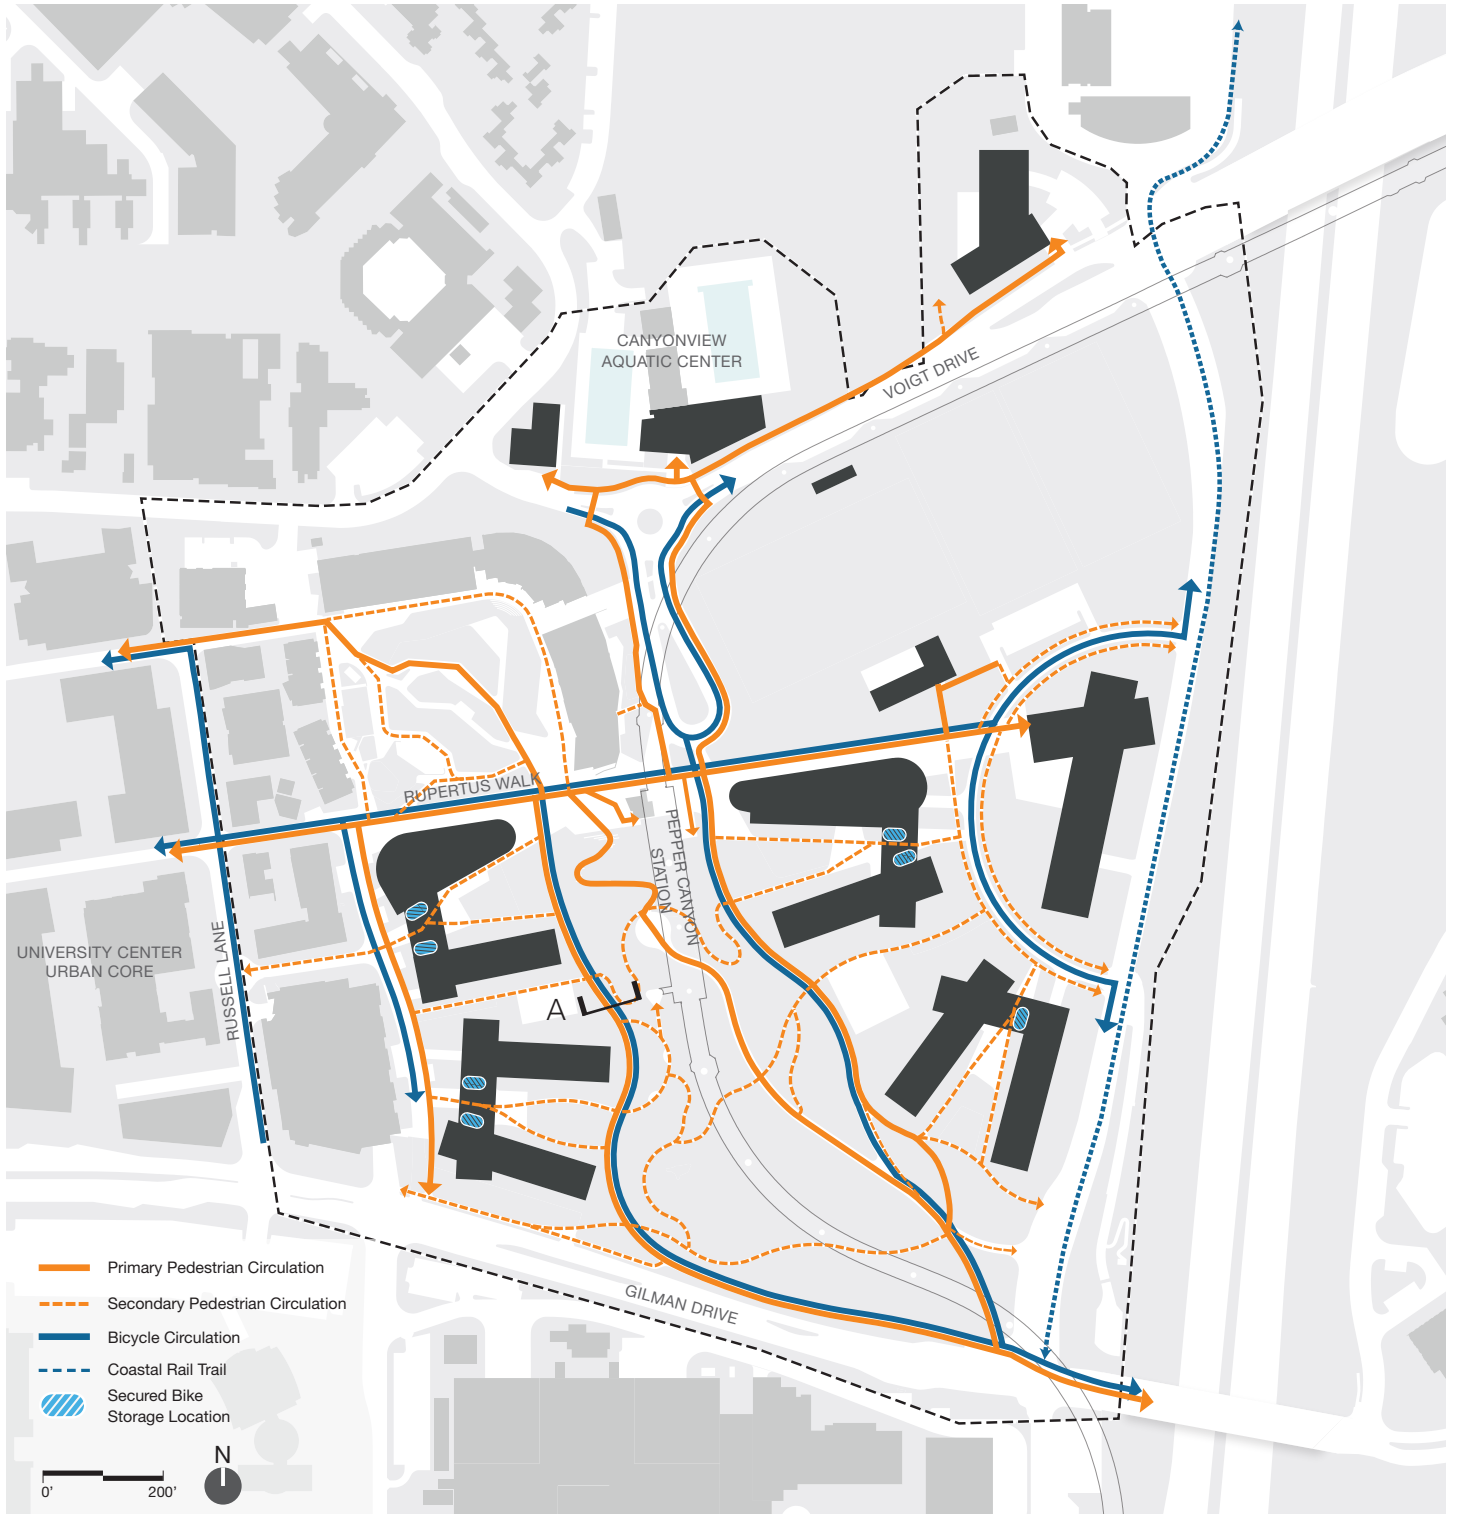 CANYONVIEW
AQUATIC CENTER
VOIGT DRIVE
RUPERTUS WALK
PEPPER CANYON
STATION
UNIVERSITY CENTER
URBAN CORE
RUSSELL LANE
A
GILMAN DRIVE
Primary Pedestrian Circulation
Secondary Pedestrian Circulation
Bicycle Circulation
Coastal Rail Trail
Secured Bike
Storage Location
N
0'
200'